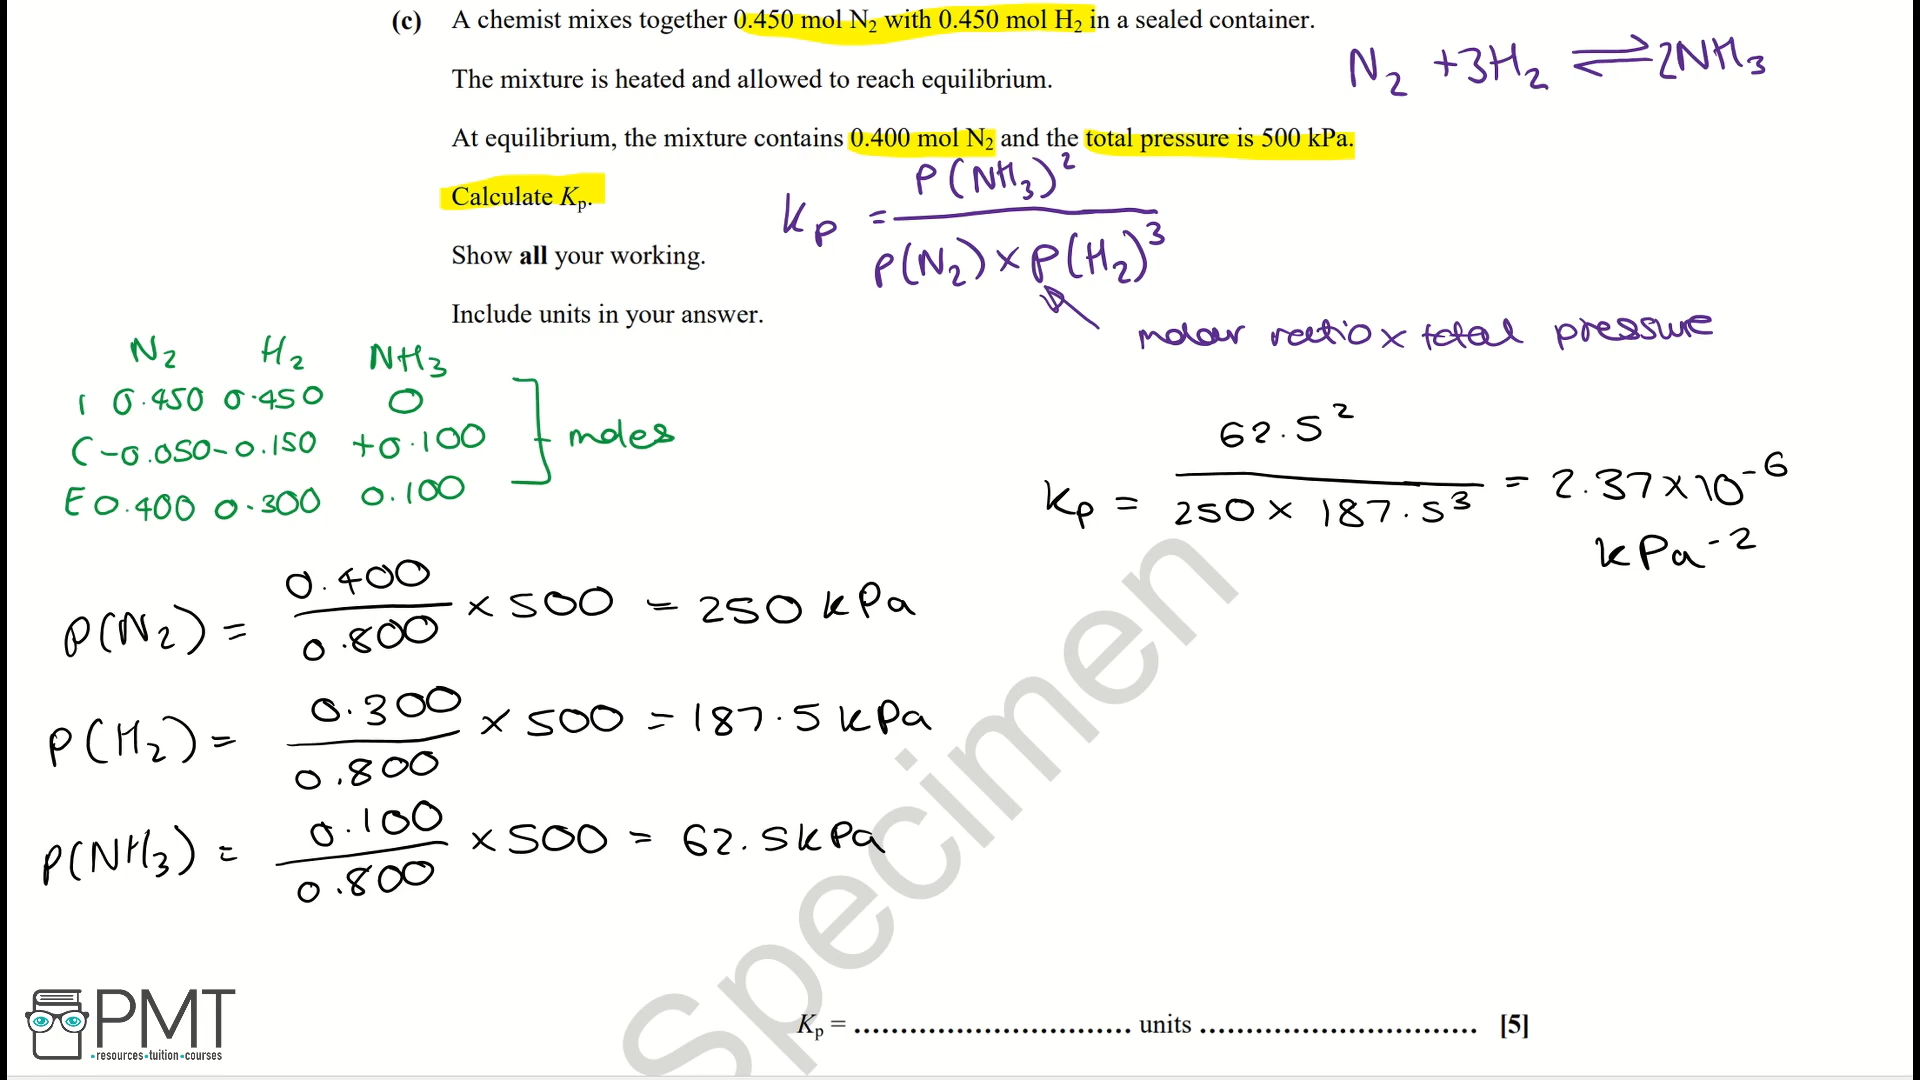 (c) A chemist mixes together 0.450 mol N₂ with 0.450 mol H₂ in a sealed container.
N₂ + 3H₂ ⇌ 2NH₃
The mixture is heated and allowed to reach equilibrium.
At equilibrium, the mixture contains 0.400 mol N₂ and the total pressure is 500 kPa.
Calculate Kₚ.
Kp = P(NH₃)² / P(N₂) × P(H₂)³
Show all your working.
Include units in your answer.
molar ratio × total pressure
N₂ H₂ NH₃
I 0.450 0.450 0
C -0.050 -0.150 +0.100
E 0.400 0.300 0.100
moles
Kp = 62.5² / 250 × 187.5³ = 2.37 × 10⁻⁶
kPa⁻²
P(N₂) = 0.400 / 0.800 × 500 = 250 kPa
P(H₂) = 0.300 / 0.800 × 500 = 187.5 kPa
P(NH₃) = 0.100 / 0.800 × 500 = 62.5 kPa
Specimen
PMT
•resources•tuition•courses
Kₚ = .............................. units .............................. [5]